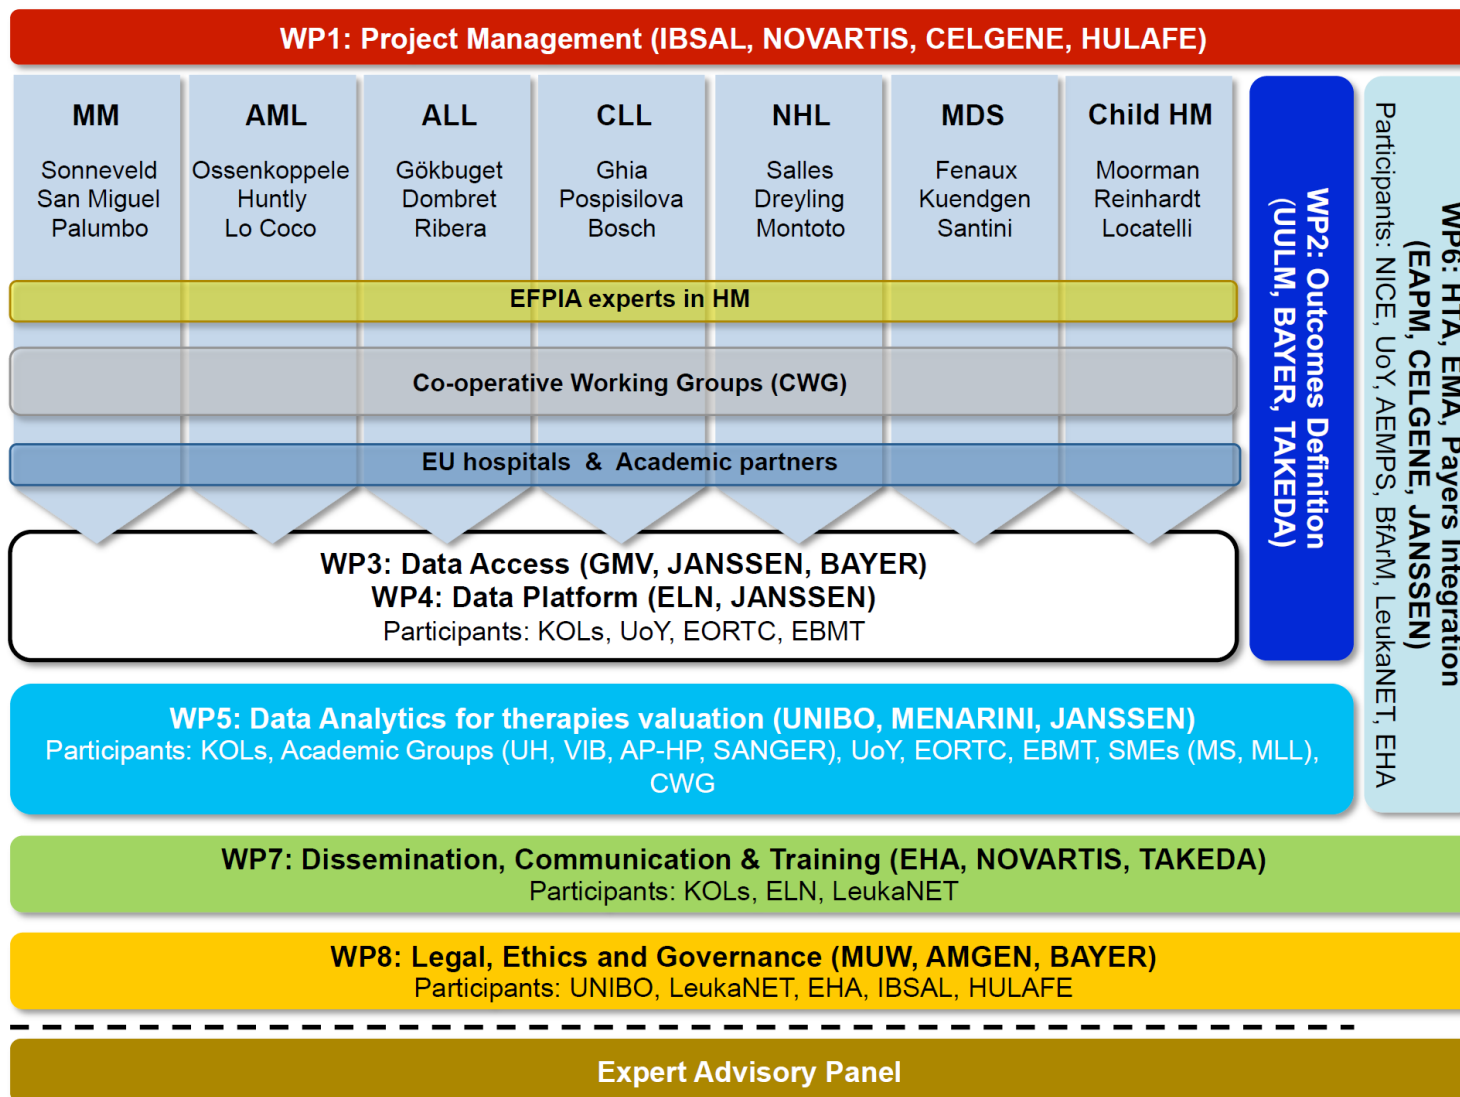 WP1: Project Management (IBSAL, NOVARTIS, CELGENE, HULAFE)
MM
Sonneveld
San Miguel
Palumbo
AML
Ossenkoppele
Huntly
Lo Coco
ALL
Gökbuget
Dombret
Ribera
CLL
Ghia
Pospisilova
Bosch
NHL
Salles
Dreyling
Montoto
MDS
Fenaux
Kuendgen
Santini
Child HM
Moorman
Reinhardt
Locatelli
EFPIA experts in HM
Co-operative Working Groups (CWG)
EU hospitals & Academic partners
WP2: Outcomes Definition
(UULM, BAYER, TAKEDA)
WP6: HTA, EMA, Payers Integration
(EAPM, CELGENE, JANSSEN)
Participants: NICE, UoY, AEMPS, BfArM, LeukaNET, EHA
WP3: Data Access (GMV, JANSSEN, BAYER)
WP4: Data Platform (ELN, JANSSEN)
Participants: KOLs, UoY, EORTC, EBMT
WP5: Data Analytics for therapies valuation (UNIBO, MENARINI, JANSSEN)
Participants: KOLs, Academic Groups (UH, VIB, AP-HP, SANGER), UoY, EORTC, EBMT, SMEs (MS, MLL),
CWG
WP7: Dissemination, Communication & Training (EHA, NOVARTIS, TAKEDA)
Participants: KOLs, ELN, LeukaNET
WP8: Legal, Ethics and Governance (MUW, AMGEN, BAYER)
Participants: UNIBO, LeukaNET, EHA, IBSAL, HULAFE
Expert Advisory Panel